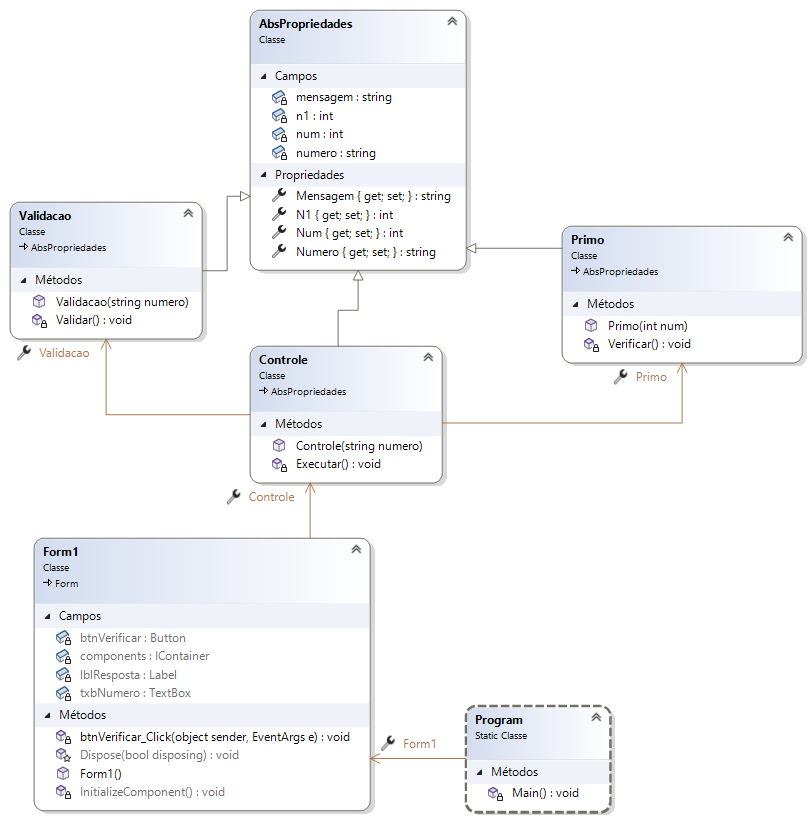 AbsPropriedades
Classe
Campos
mensagem : string
n1 : int
num : int
numero : string
Propriedades
Mensagem { get; set; } : string
N1 { get; set; } : int
Num { get; set; } : int
Numero { get; set; } : string
Validacao
Classe
AbsPropriedades
Métodos
Validacao(string numero)
Validar() : void
Validacao
Primo
Classe
AbsPropriedades
Métodos
Primo(int num)
Verificar() : void
Primo
Controle
Classe
AbsPropriedades
Métodos
Controle(string numero)
Executar() : void
Controle
Form1
Classe
Form
Campos
btnVerificar : Button
components : IContainer
lblResposta : Label
txbNumero : TextBox
Métodos
btnVerificar_Click(object sender, EventArgs e) : void
Dispose(bool disposing) : void
Form1()
InitializeComponent() : void
Form1
Program
Static Classe
Métodos
Main() : void